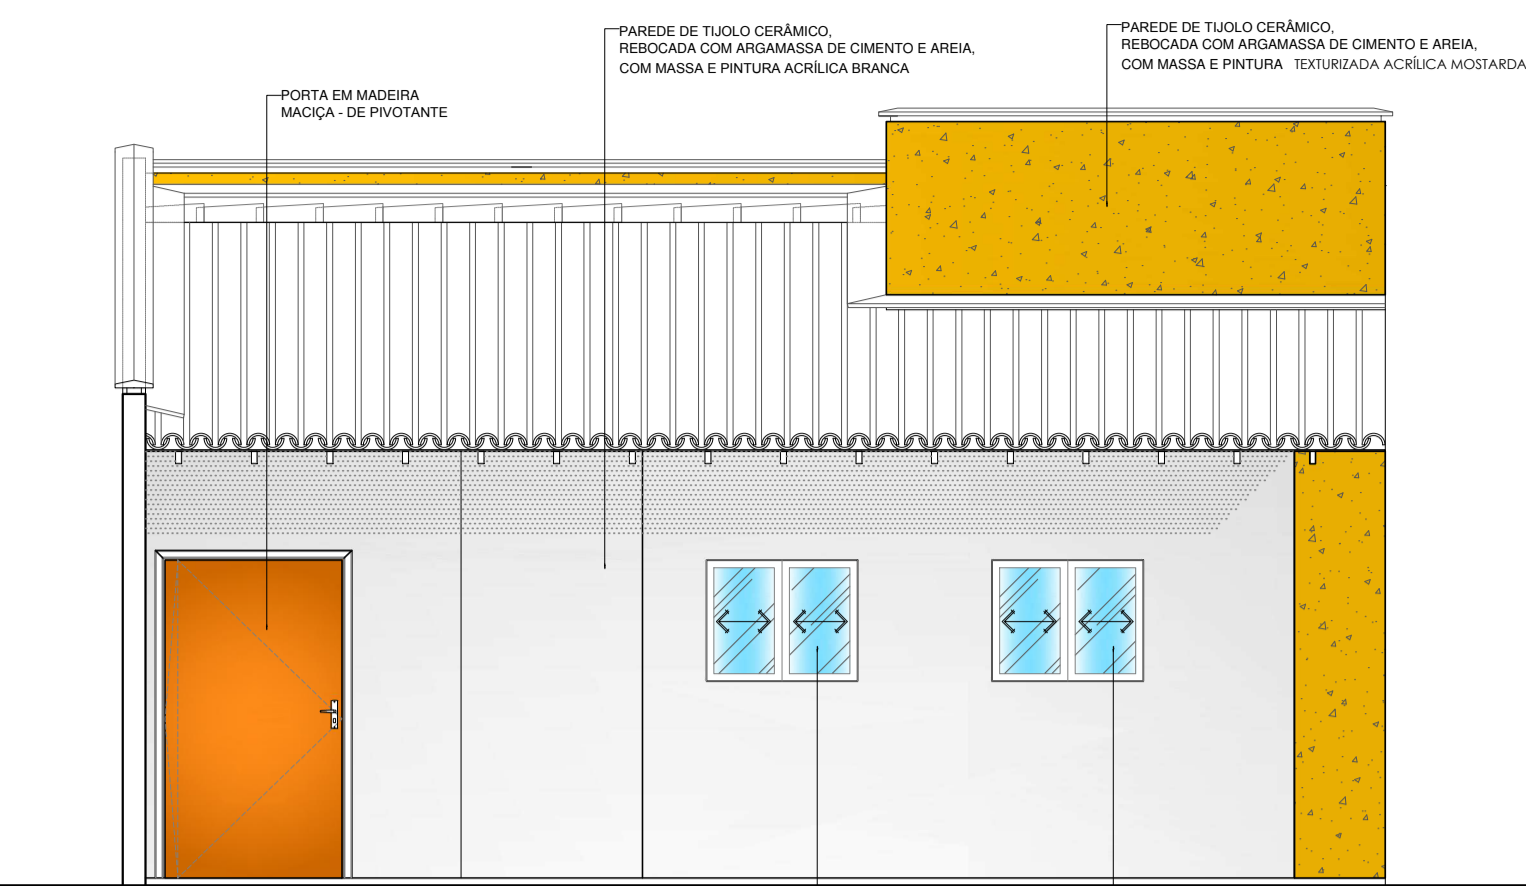 PORTA EM MADEIRA
MACIÇA - DE PIVOTANTE
PAREDE DE TIJOLO CERÂMICO,
REBOCADA COM ARGAMASSA DE CIMENTO E AREIA,
COM MASSA E PINTURA ACRÍLICA BRANCA
PAREDE DE TIJOLO CERÂMICO,
REBOCADA COM ARGAMASSA DE CIMENTO E AREIA,
COM MASSA E PINTURA TEXTURIZADA ACRÍLICA MOSTARDA